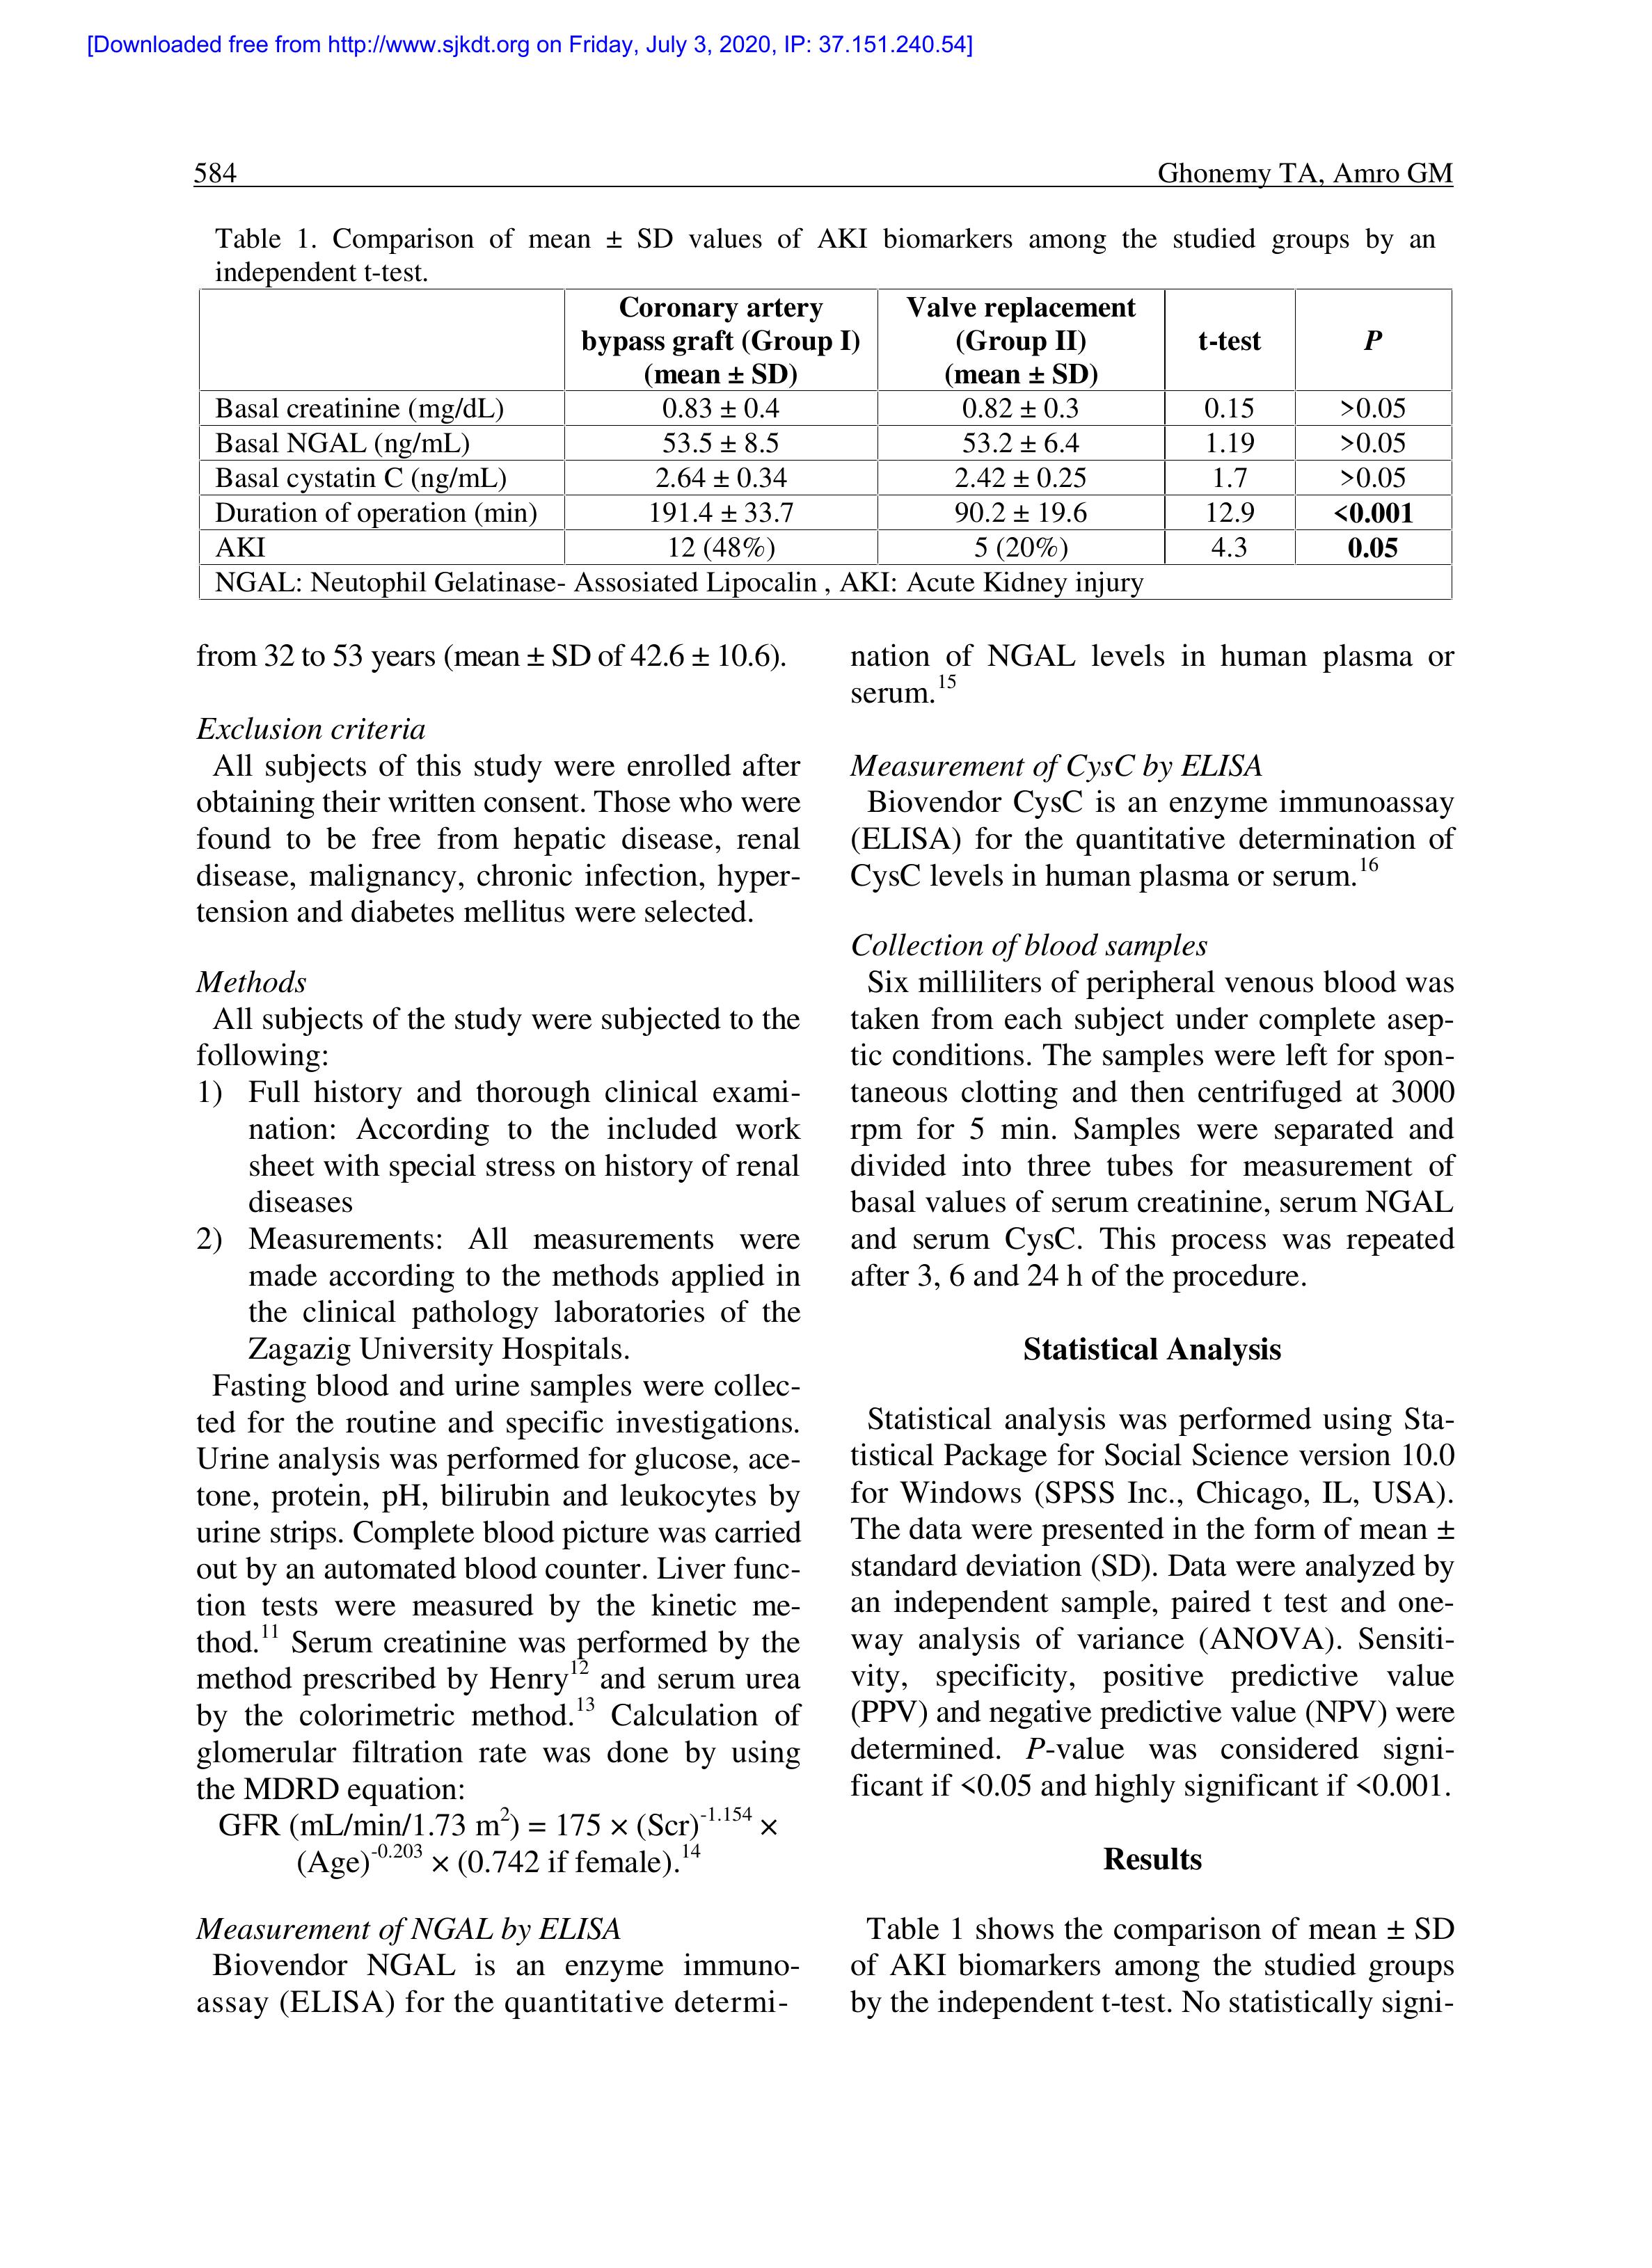 [Downloaded free from http://www.sjkdt.org on Friday, July 3, 2020, IP: 37.151.240.54]
584 Ghonemy TA, Amro GM
Table 1. Comparison of mean ± SD values of AKI biomarkers among the studied groups by an
independent t-test.
Coronary artery
bypass graft (Group I)
(mean ± SD)
Valve replacement
(Group II)
(mean ± SD)
t-test
P
Basal creatinine (mg/dL) 0.83 ± 0.4 0.82 ± 0.3 0.15 >0.05
Basal NGAL (ng/mL) 53.5 ± 8.5 53.2 ± 6.4 1.19 >0.05
Basal cystatin C (ng/mL) 2.64 ± 0.34 2.42 ± 0.25 1.7 >0.05
Duration of operation (min) 191.4 ± 33.7 90.2 ± 19.6 12.9 <0.001
AKI 12 (48%) 5 (20%) 4.3 0.05
NGAL: Neutophil Gelatinase- Assosiated Lipocalin , AKI: Acute Kidney injury
from 32 to 53 years (mean ± SD of 42.6 ± 10.6).
Exclusion criteria
All subjects of this study were enrolled after
obtaining their written consent. Those who were
found to be free from hepatic disease, renal
disease, malignancy, chronic infection, hyper-
tension and diabetes mellitus were selected.
Methods
All subjects of the study were subjected to the
following:
1) Full history and thorough clinical exami-
nation: According to the included work
sheet with special stress on history of renal
diseases
2) Measurements: All measurements were
made according to the methods applied in
the clinical pathology laboratories of the
Zagazig University Hospitals.
Fasting blood and urine samples were collec-
ted for the routine and specific investigations.
Urine analysis was performed for glucose, ace-
tone, protein, pH, bilirubin and leukocytes by
urine strips. Complete blood picture was carried
out by an automated blood counter. Liver func-
tion tests were measured by the kinetic me-
thod.11 Serum creatinine was performed by the
method prescribed by Henry12 and serum urea
by the colorimetric method.13 Calculation of
glomerular filtration rate was done by using
the MDRD equation:
GFR (mL/min/1.73 m2) = 175 × (Scr)-1.154 ×
(Age)-0.203 × (0.742 if female).14
Measurement of NGAL by ELISA
Biovendor NGAL is an enzyme immuno-
assay (ELISA) for the quantitative determi-
nation of NGAL levels in human plasma or
serum.15
Measurement of CysC by ELISA
Biovendor CysC is an enzyme immunoassay
(ELISA) for the quantitative determination of
CysC levels in human plasma or serum.16
Collection of blood samples
Six milliliters of peripheral venous blood was
taken from each subject under complete asep-
tic conditions. The samples were left for spon-
taneous clotting and then centrifuged at 3000
rpm for 5 min. Samples were separated and
divided into three tubes for measurement of
basal values of serum creatinine, serum NGAL
and serum CysC. This process was repeated
after 3, 6 and 24 h of the procedure.
Statistical Analysis
Statistical analysis was performed using Sta-
tistical Package for Social Science version 10.0
for Windows (SPSS Inc., Chicago, IL, USA).
The data were presented in the form of mean ±
standard deviation (SD). Data were analyzed by
an independent sample, paired t test and one-
way analysis of variance (ANOVA). Sensiti-
vity, specificity, positive predictive value
(PPV) and negative predictive value (NPV) were
determined. P-value was considered signi-
ficant if <0.05 and highly significant if <0.001.
Results
Table 1 shows the comparison of mean ± SD
of AKI biomarkers among the studied groups
by the independent t-test. No statistically signi-